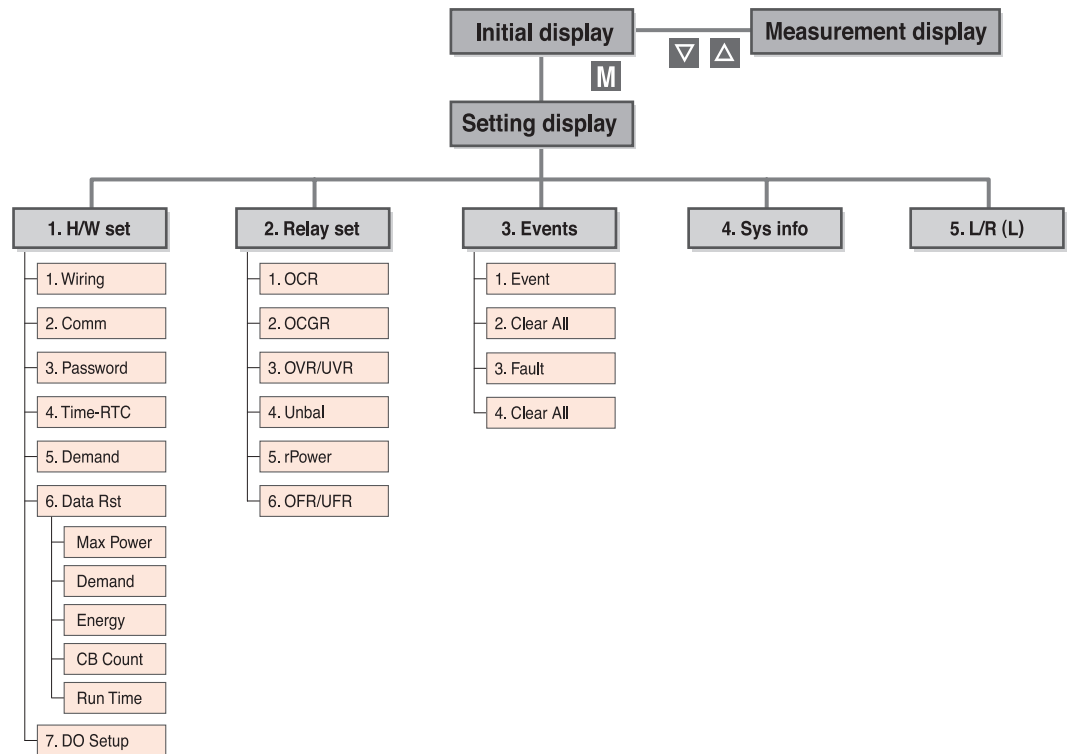 Initial display
Measurement display
▽ △
M
Setting display
1. H/W set
1. Wiring
2. Comm
3. Password
4. Time-RTC
5. Demand
6. Data Rst
Max Power
Demand
Energy
CB Count
Run Time
7. DO Setup
2. Relay set
1. OCR
2. OCGR
3. OVR/UVR
4. Unbal
5. rPower
6. OFR/UFR
3. Events
1. Event
2. Clear All
3. Fault
4. Clear All
4. Sys info
5. L/R (L)